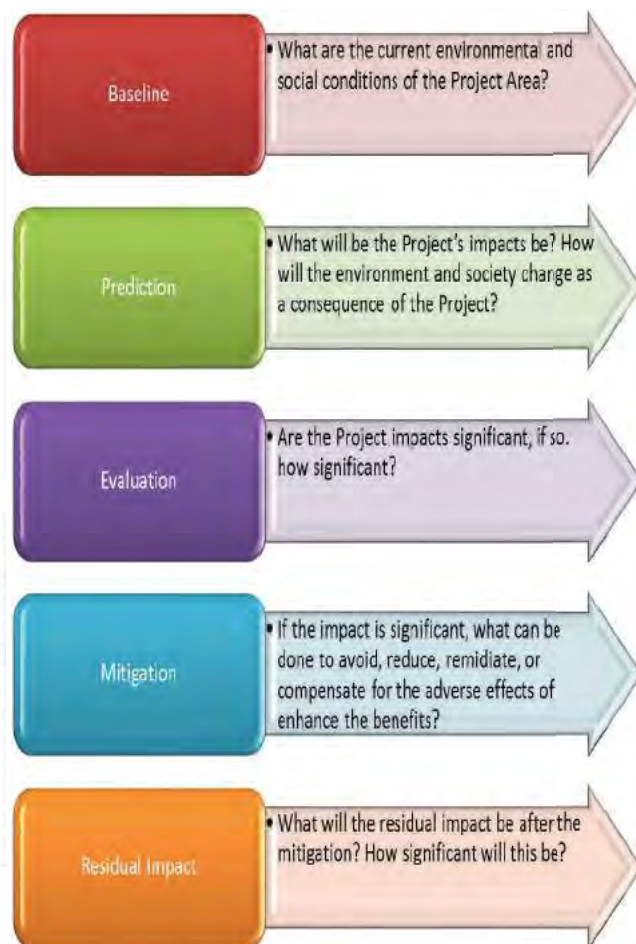 Baseline
• What are the current environmental and
social conditions of the Project Area?
Prediction
• What will be the Project's impacts be? How
will the environment and society change as
a consequence of the Project?
Evaluation
• Are the Project impacts significant, if so.
how significant?
Mitigation
• If the impact is significant, what can be
done to avoid, reduce, remidiate, or
compensate for the adverse effects of
enhance the benefits?
Residual Impact
• What will the residual impact be after the
mitigation? How significant will this be?